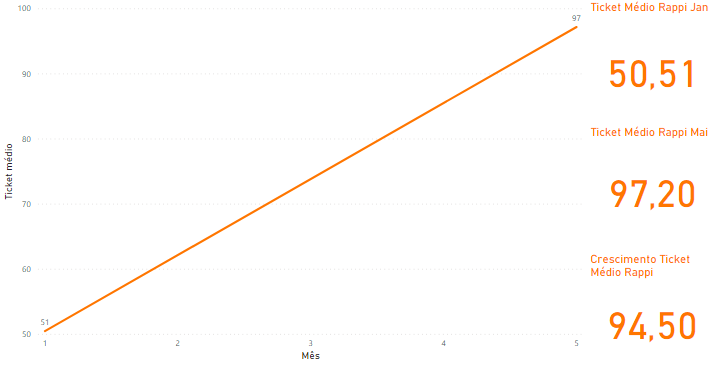 100
90
80
70
60
50
Ticket médio
51
97
1
2
3
4
5
Mês
Ticket Médio Rappi Jan
50,51
Ticket Médio Rappi Mai
97,20
Crescimento Ticket
Médio Rappi
94,50